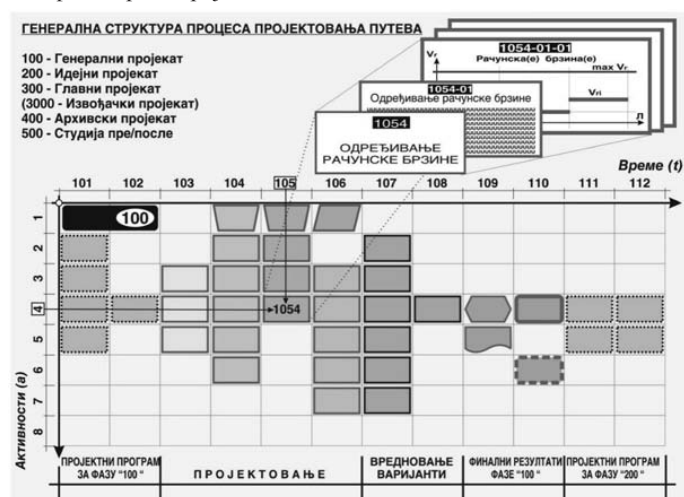 ГЕНЕРАЛНА СТРУКТУРА ПРОЦЕСА ПРОЈЕКТОВАЊА ПУТЕВА
100 - Генерални пројекат
200 - Идејни пројекат
300 - Главни пројекат
(3000 - Извођачки пројекат)
400 - Архивски пројекат
500 - Студија пре/после
1054-01-01
Рачунска(е) брзина(е)
Vr
max Vr
Vri
Л
1054-01
Одређивање рачунске брзине
1054
ОДРЕЂИВАЊЕ
РАЧУНСКЕ БРЗИНЕ
Време (t)
101 102 103 104 105 106 107 108 109 110 111 112
1
100
2
3
4
1054
5
6
7
8
Активности (a)
ПРОЈЕКТНИ ПРОГРАМ
ЗА ФАЗУ “100 “
ПРОЈЕКТОВАЊЕ
ВРЕДНОВАЊЕ
ВАРИЈАНТИ
ФИНАЛНИ РЕЗУЛТАТИ
ФАЗЕ “100 “
ПРОЈЕКТНИ ПРОГРАМ
ЗА ФАЗУ “200 “